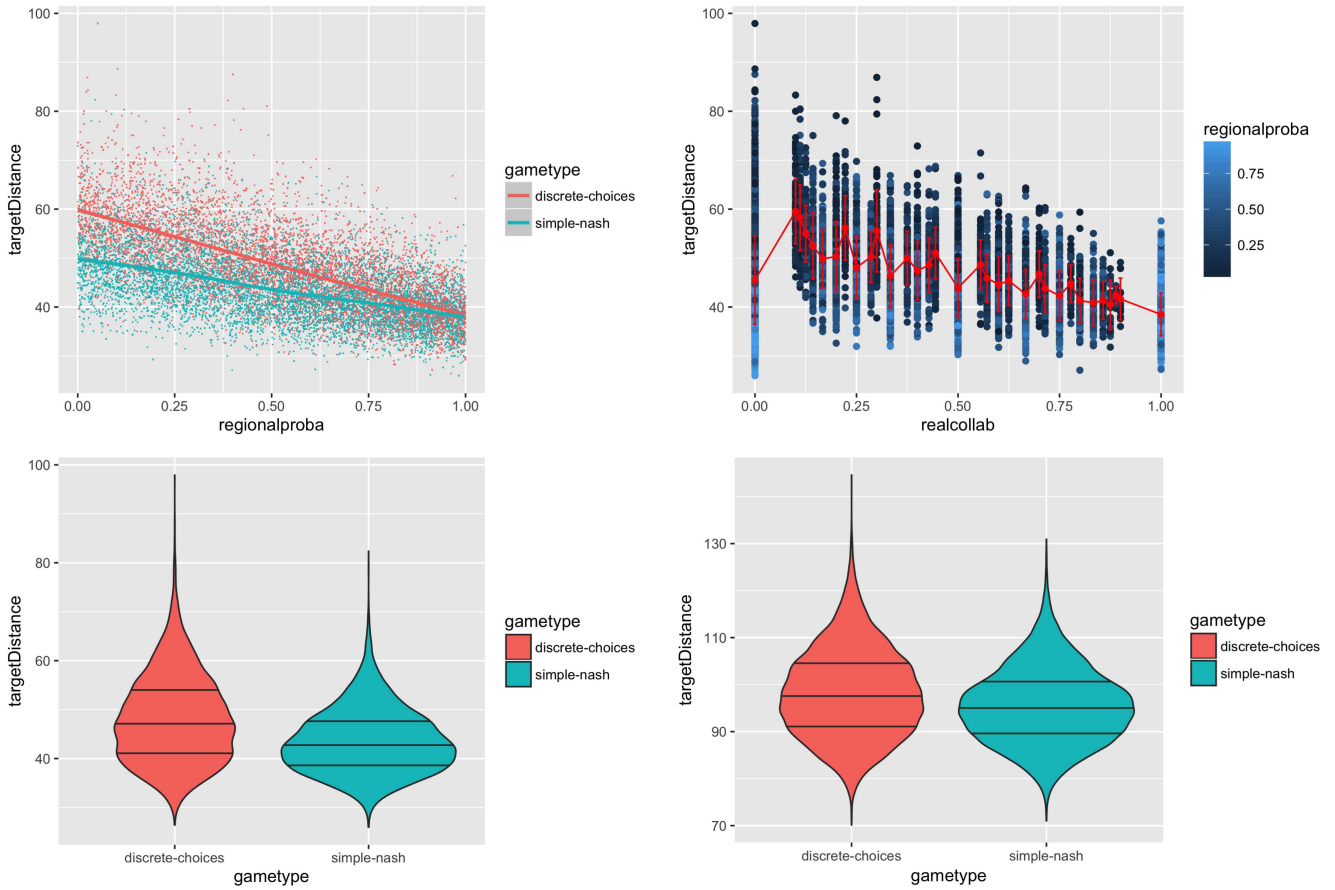 100
80
60
40
targetDistance
0.00
0.25
0.50
0.75
1.00
regionalproba
gametype
discrete-choices
simple-nash
100
80
60
40
targetDistance
0.00
0.25
0.50
0.75
1.00
realcollab
regionalproba
0.75
0.50
0.25
100
80
60
40
targetDistance
discrete-choices
simple-nash
gametype
gametype
discrete-choices
simple-nash
130
110
90
70
targetDistance
discrete-choices
simple-nash
gametype
gametype
discrete-choices
simple-nash